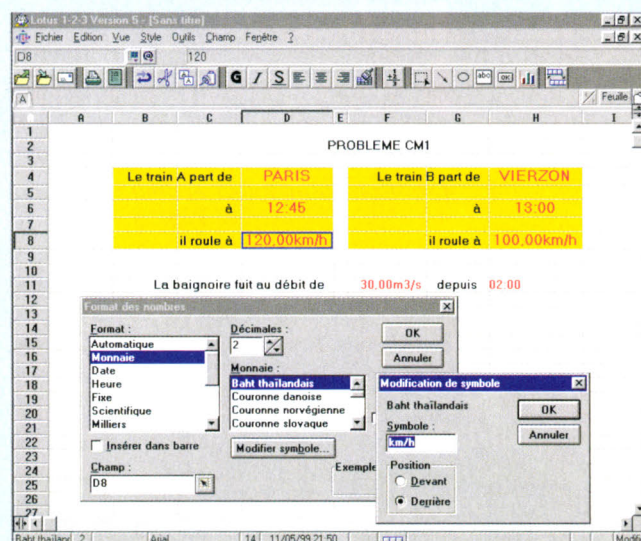 Lotus 1-2-3 Version 5 - [Sans titre]
Fichier Edition Vue Style Outils Champ Fenêtre ?
D8 @ 120
G I S abc OK
A Feuille
A B C D E F G H I
1
2 PROBLEME CM1
3
4 Le train A part de PARIS Le train B part de VIERZON
5
6 à 12:45 à 13:00
7
8 il roule à 120,00km/h il roule à 100,00km/h
9
10
11 La baignoire fuit au débit de 30,00m3/s depuis 02.00
12
13 Format des nombres
14 Format : Décimales :
15 Automatique 2 OK
16 Monnaie Annuler
17 Date Monnaie :
18 Heure Baht thaïlandais Modification de symbole
19 Fixe Couronne danoise Baht thaïlandais OK
20 Scientifique Couronne norvégienne
21 Milliers Couronne slovaque Symbole : Annuler
22 Insérer dans barre Modifier symbole... km/h
23
24 Champ : Exemple Position
25 D8 Devant
26 Derrière
27
Baht thaïlan 2 Arial 14 11/05/99 21:50 Modè